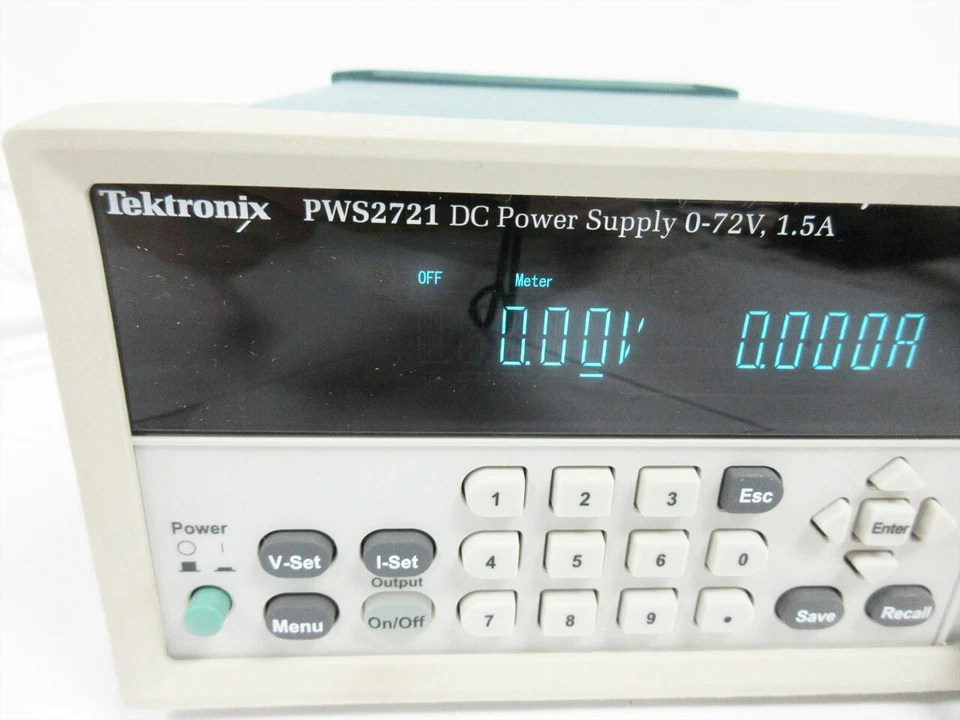 Tektronix PWS2721 DC Power Supply 0-72V, 1.5A
OFF Meter
0.00V 0.000A
1 2 3 Esc
Power
V-Set I-Set 4 5 6 0 Enter
Output
Menu On/Off 7 8 9 . Save Recall